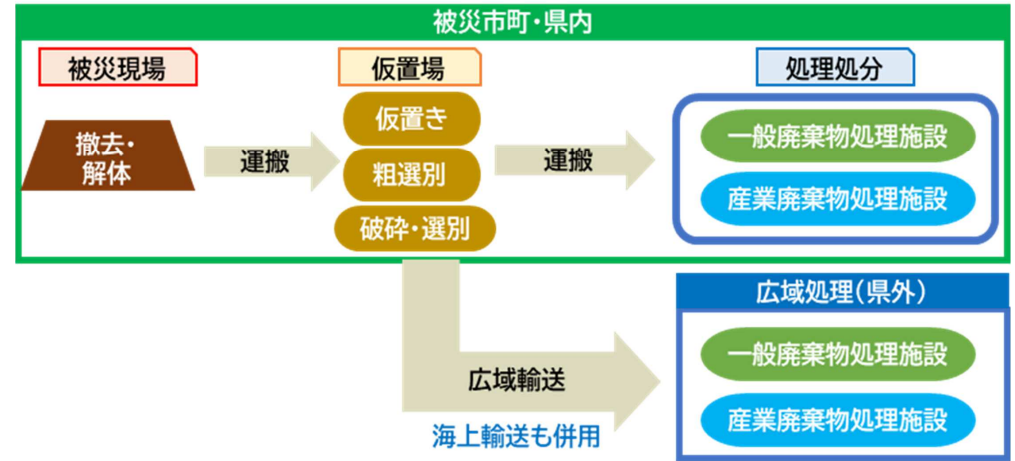 被災市町・県内
被災現場
仮置場
処理処分
撤去・
解体
運搬
仮置き
粗選別
破砕・選別
運搬
一般廃棄物処理施設
産業廃棄物処理施設
広域処理(県外)
広域輸送
海上輸送も併用
一般廃棄物処理施設
産業廃棄物処理施設